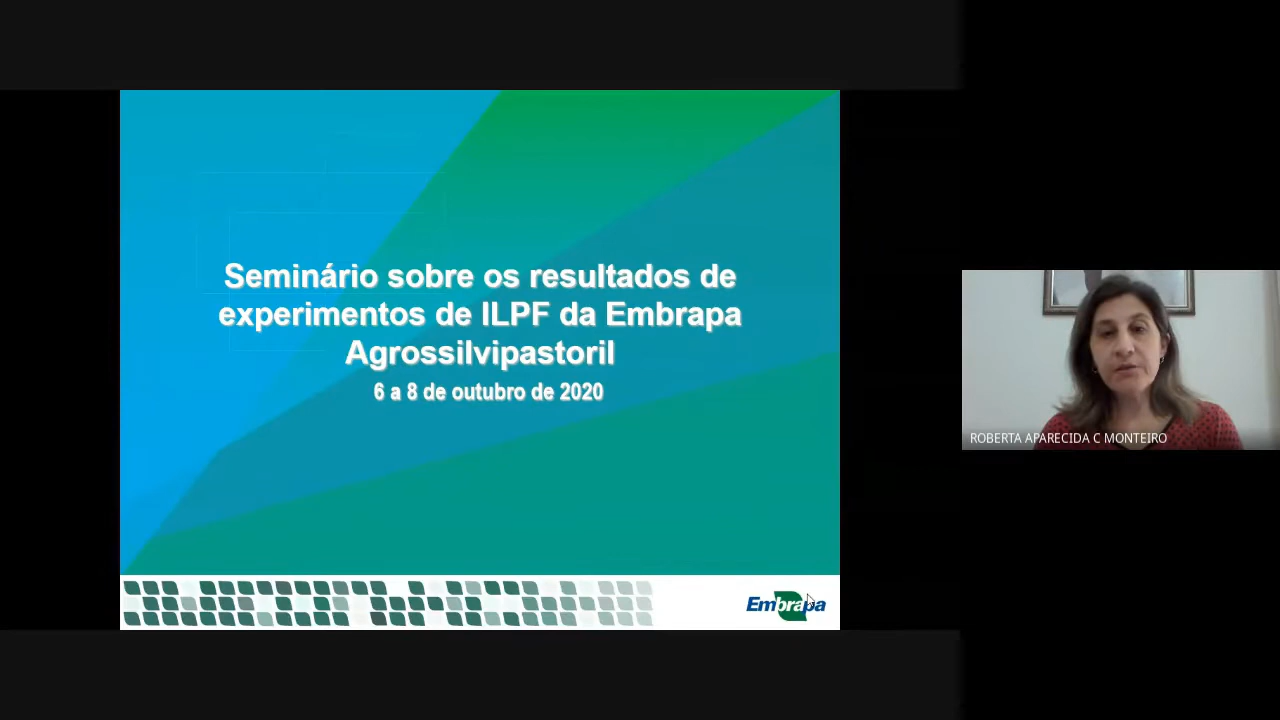 Seminário sobre os resultados de
experimentos de ILPF da Embrapa
Agrossilvipastoril
6 a 8 de outubro de 2020
Embrapa
ROBERTA APARECIDA C MONTEIRO